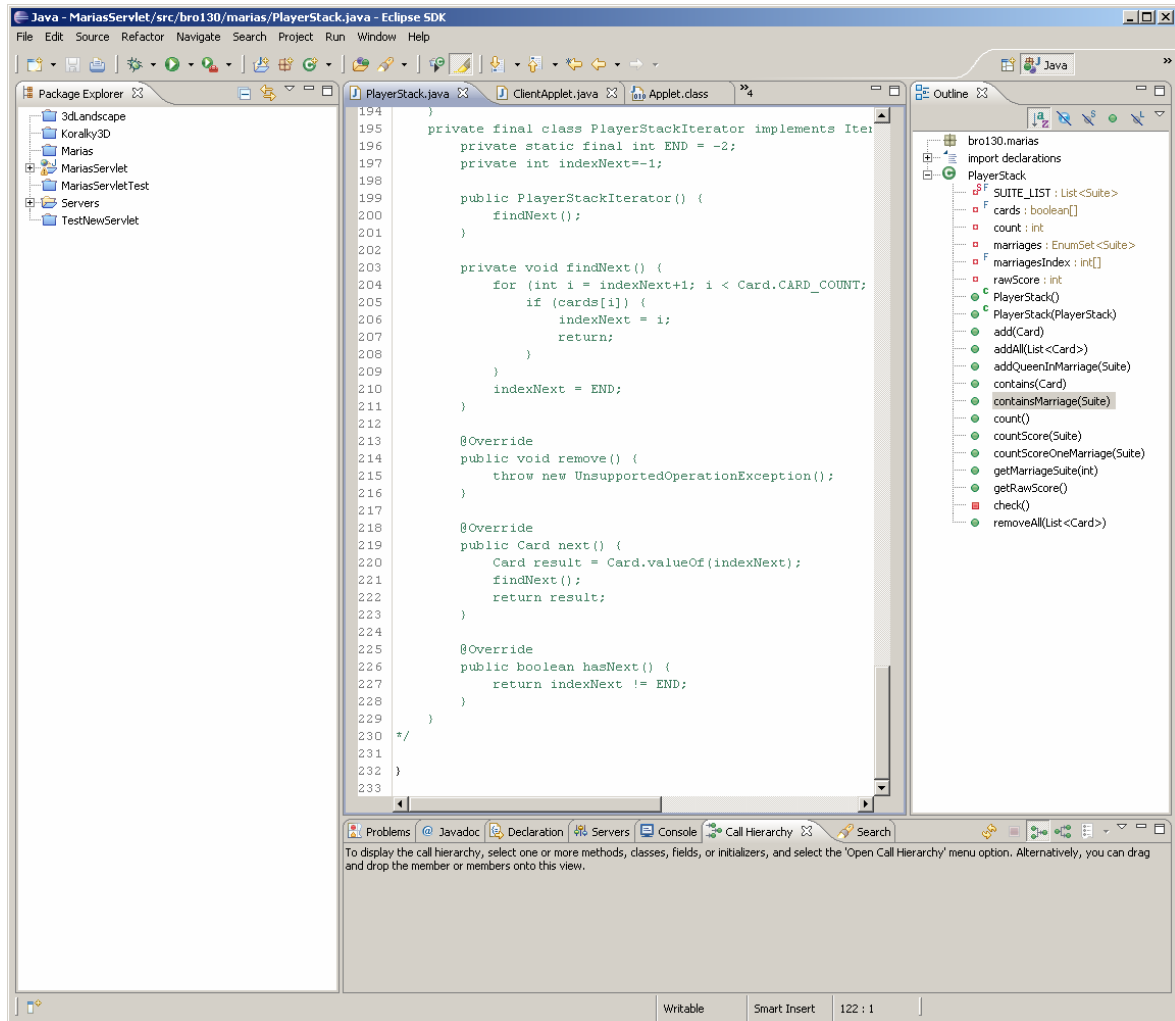 Java - MariasServlet/src/bro130/marias/PlayerStack.java - Eclipse SDK
File Edit Source Refactor Navigate Search Project Run Window Help
Java
»
Package Explorer
3dLandscape
Koralky3D
Marias
MariasServlet
MariasServletTest
Servers
TestNewServlet
PlayerStack.java
ClientApplet.java
Applet.class
»4
194 }
195 private final class PlayerStackIterator implements Iter
196 private static final int END = -2;
197 private int indexNext=-1;
198
199 public PlayerStackIterator() {
200 findNext();
201 }
202
203 private void findNext() {
204 for (int i = indexNext+1; i < Card.CARD_COUNT;
205 if (cards[i]) {
206 indexNext = i;
207 return;
208 }
209 }
210 indexNext = END;
211 }
212
213 @Override
214 public void remove() {
215 throw new UnsupportedOperationException();
216 }
217
218 @Override
219 public Card next() {
220 Card result = Card.valueOf(indexNext);
221 findNext();
222 return result;
223 }
224
225 @Override
226 public boolean hasNext() {
227 return indexNext != END;
228 }
229 }
230 */
231
232 }
233
Outline
bro130.marias
import declarations
PlayerStack
SUITE_LIST : List<Suite>
cards : boolean[]
count : int
marriages : EnumSet<Suite>
marriagesIndex : int[]
rawScore : int
PlayerStack()
PlayerStack(PlayerStack)
add(Card)
addAll(List<Card>)
addQueenInMarriage(Suite)
contains(Card)
containsMarriage(Suite)
count()
countScore(Suite)
countScoreOneMarriage(Suite)
getMarriageSuite(int)
getRawScore()
check()
removeAll(List<Card>)
Problems @ Javadoc Declaration Servers Console Call Hierarchy Search
To display the call hierarchy, select one or more methods, classes, fields, or initializers, and select the 'Open Call Hierarchy' menu option. Alternatively, you can drag
and drop the member or members onto this view.
Writable Smart Insert 122 : 1